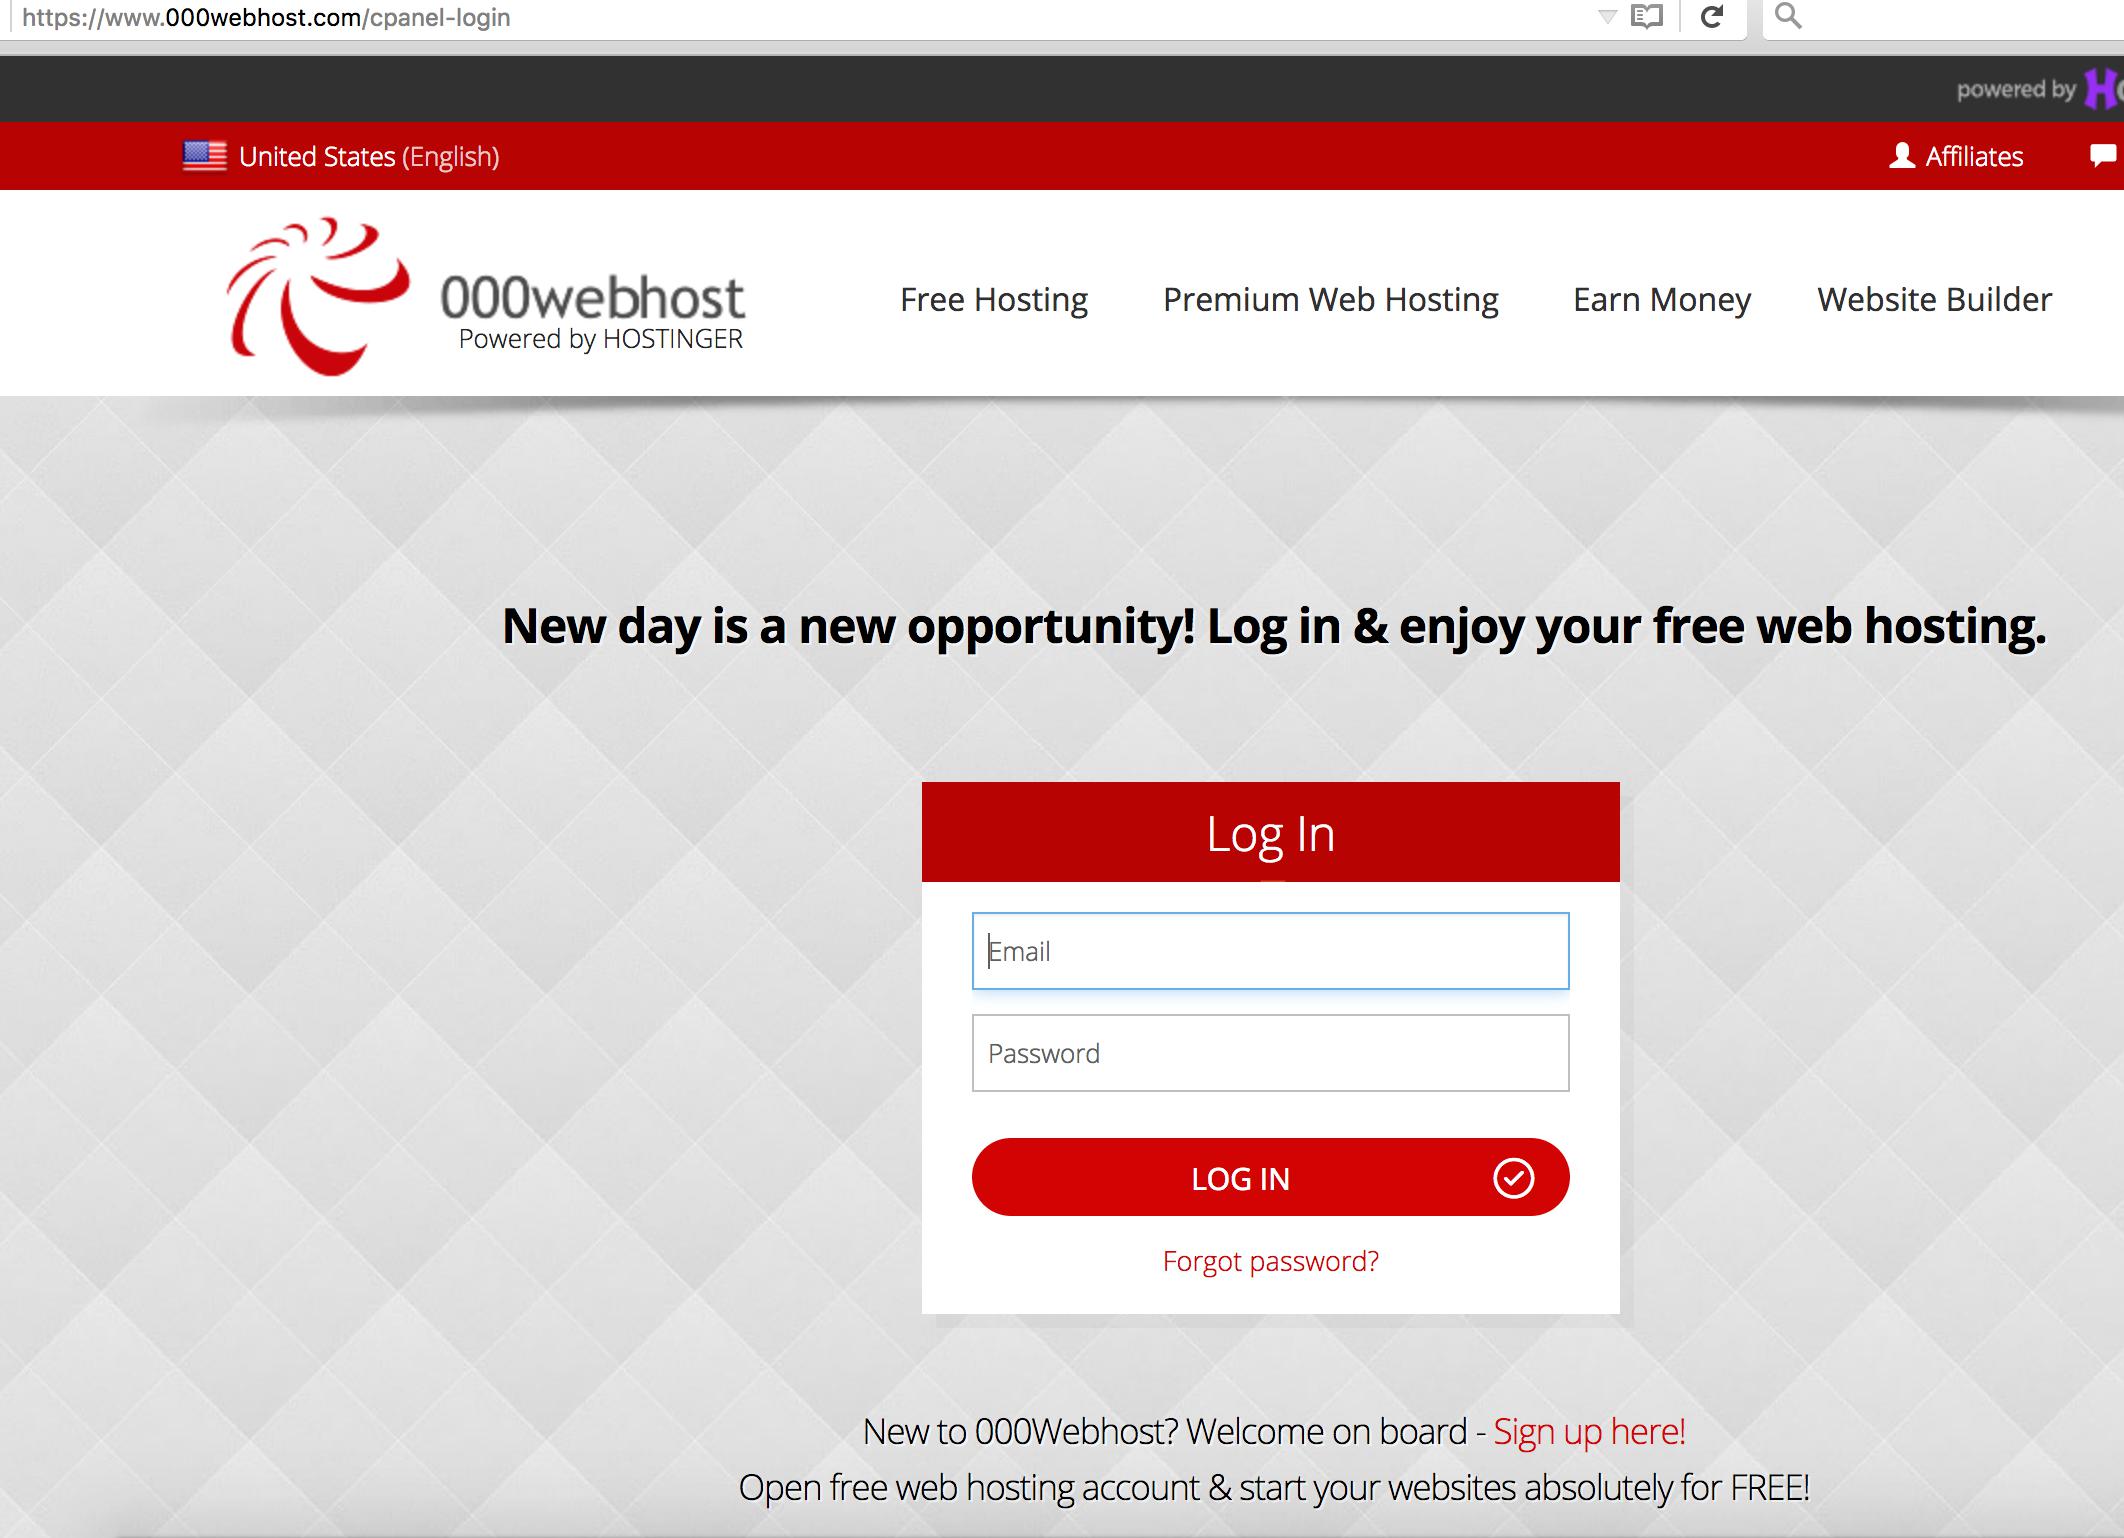 https://www.000webhost.com/cpanel-login
powered by
United States (English)
Affiliates
000webhost
Powered by HOSTINGER
Free Hosting
Premium Web Hosting
Earn Money
Website Builder
New day is a new opportunity! Log in & enjoy your free web hosting.
Log In
Email
Password
LOG IN
Forgot password?
New to 000Webhost? Welcome on board - Sign up here!
Open free web hosting account & start your websites absolutely for FREE!